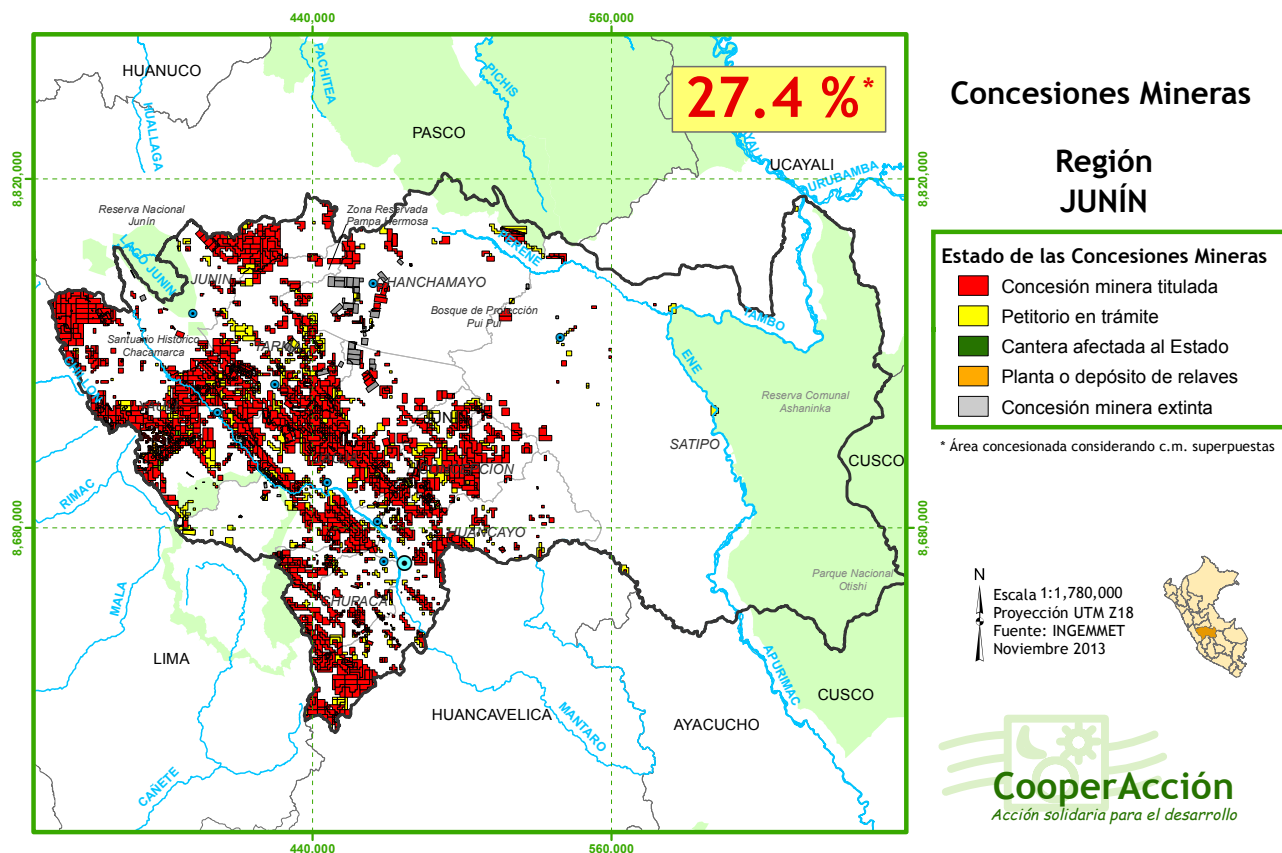 440,000
560,000
Concesiones Mineras
Región
JUNÍN
27.4 %*
HUANUCO
PACHITEA
PICHIS
HUALLAGA
PASCO
UCAYALI
URUBAMBA
8,820,000
8,820,000
Reserva Nacional
Junín
Zona Reservada
Pampa Hermosa
LAGO JUNIN
PERENE
JUNIN
CHANCHAMAYO
Bosque de Protección
Pui Pui
TAMBO
Santuario Histórico
Chacamarca
ENE
Reserva Comunal
Ashaninka
SATIPO
CUSCO
RIMAC
8,680,000
8,680,000
HUANCAYO
Parque Nacional
Otishi
MALA
LIMA
APURIMAC
CUSCO
HUANCAVELICA
MANTARO
AYACUCHO
CAÑETE
440,000
560,000
Estado de las Concesiones Mineras
Concesión minera titulada
Petitorio en trámite
Cantera afectada al Estado
Planta o depósito de relaves
Concesión minera extinta
* Área concesionada considerando c.m. superpuestas
N
Escala 1:1,780,000
Proyección UTM Z18
Fuente: INGEMMET
Noviembre 2013
CooperAcción
Acción solidaria para el desarrollo